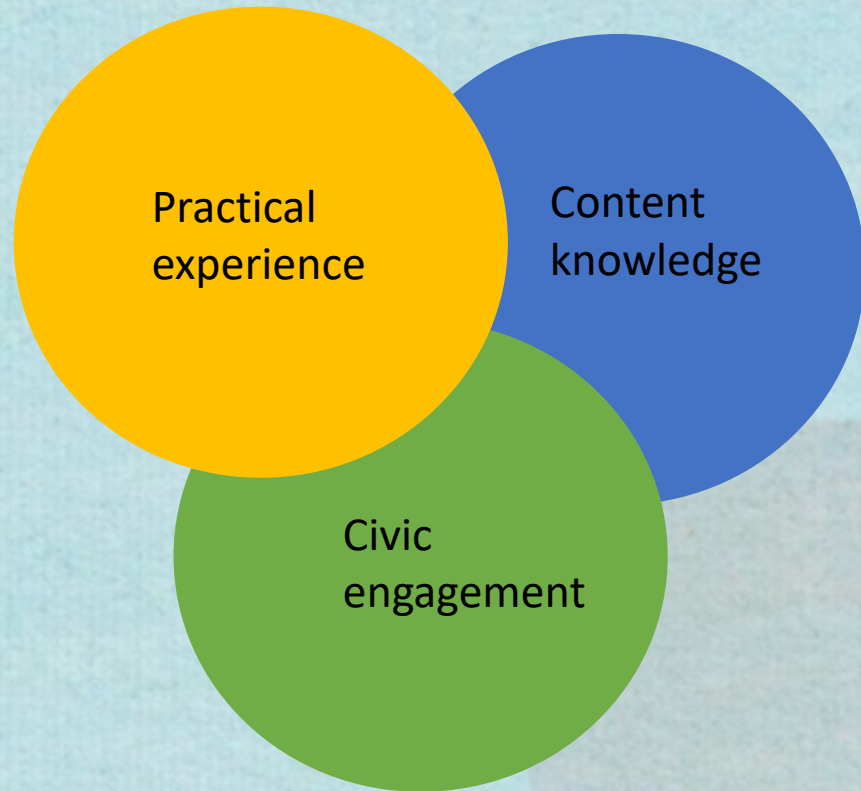 Practical
experience
Content
knowledge
Civic
engagement